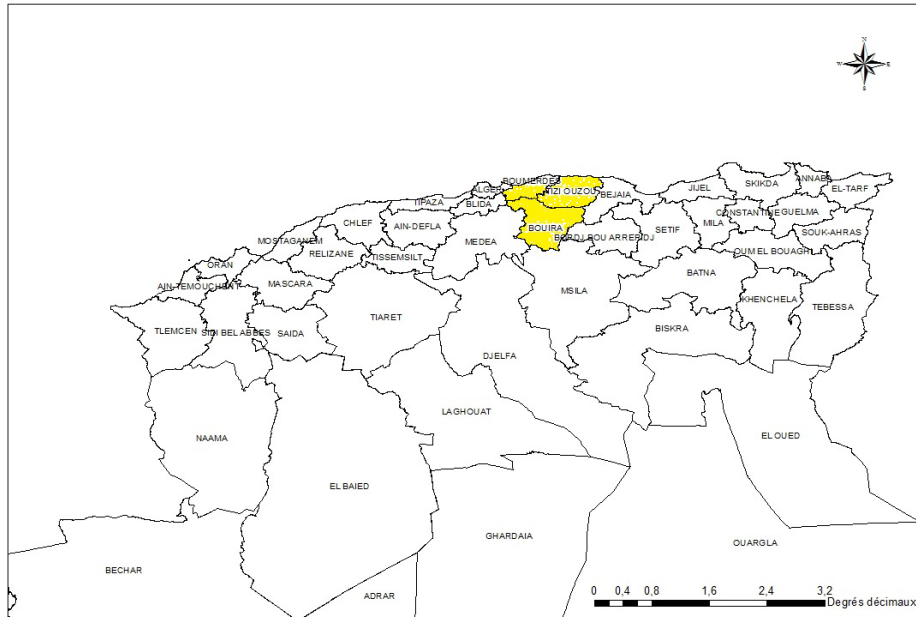 N
W
E
S
BOUMERDES
ALGER
TIZI OUZOU
BEJAIA
JIJEL
SKIKDA
ANNABA
EL-TARF
TIPAZA
BLIDA
CONSTANTINE
GUELMA
CHLEF
AIN-DEFLA
BOUIRA
BORDJ BOU ARRERIDJ
SETIF
MILA
SOUK-AHRAS
MOSTAGANEM
MEDEA
RELIZANE
TISSEMSILT
OUM EL BOUAGHI
ORAN
BATNA
AIN-TEMOUCHENT
MASCARA
MSILA
KHENCHELA
TEBESSA
TLEMCEN
SIDI BEL ABBES
SAIDA
TIARET
BISKRA
DJELFA
LAGHOUAT
NAAMA
EL OUED
EL BAIED
GHARDAIA
OUARGLA
BECHAR
ADRAR
0 0,4 0,8 1,6 2,4 3,2
Degrés décimaux